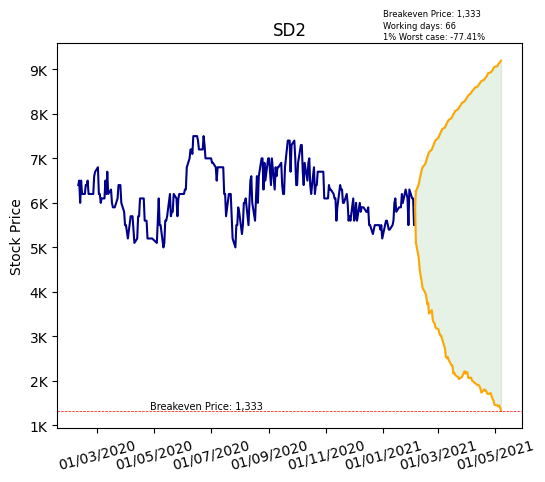 Breakeven Price: 1,333
Working days: 66
1% Worst case: -77.41%
SD2
9K
8K
7K
6K
5K
4K
3K
2K
1K
Stock Price
Breakeven Price: 1,333
01/03/2020 01/05/2020 01/07/2020 01/09/2020 01/11/2020 01/01/2021 01/03/2021 01/05/2021